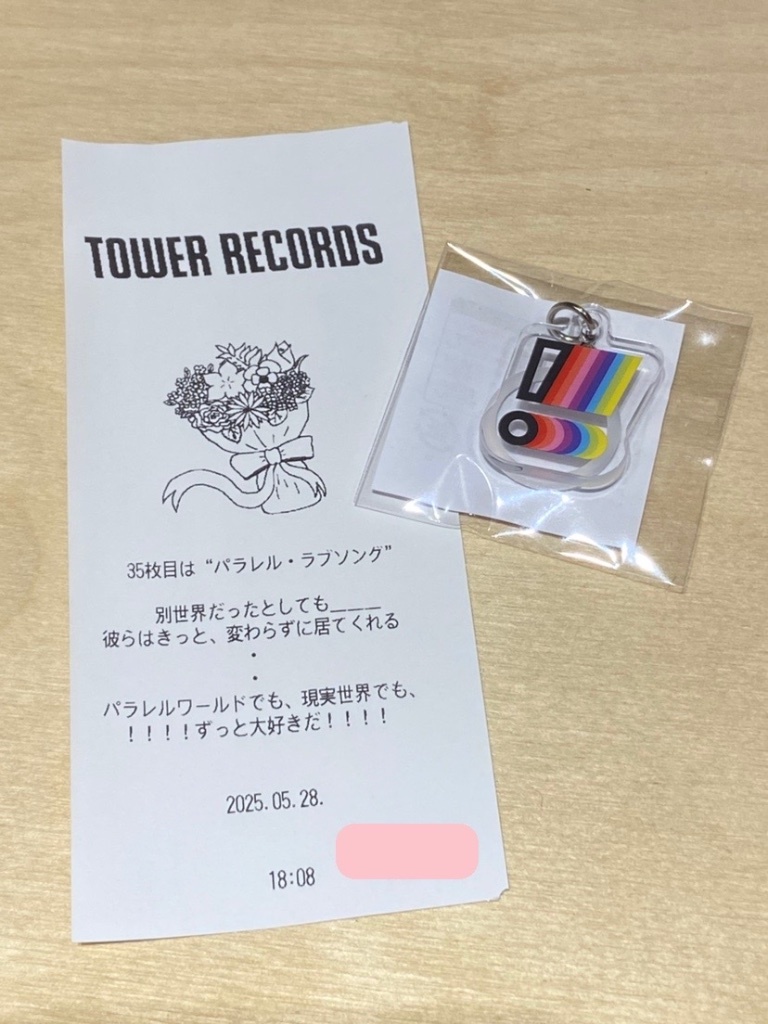 TOWER RECORDS
35枚目は “パラレル・ラブソング”
別世界だったとしても____
彼らはきっと、変わらずに居てくれる
・
・
パラレルワールドでも、現実世界でも、
！！！！ずっと大好きだ！！！！
2025.05.28.
18:08